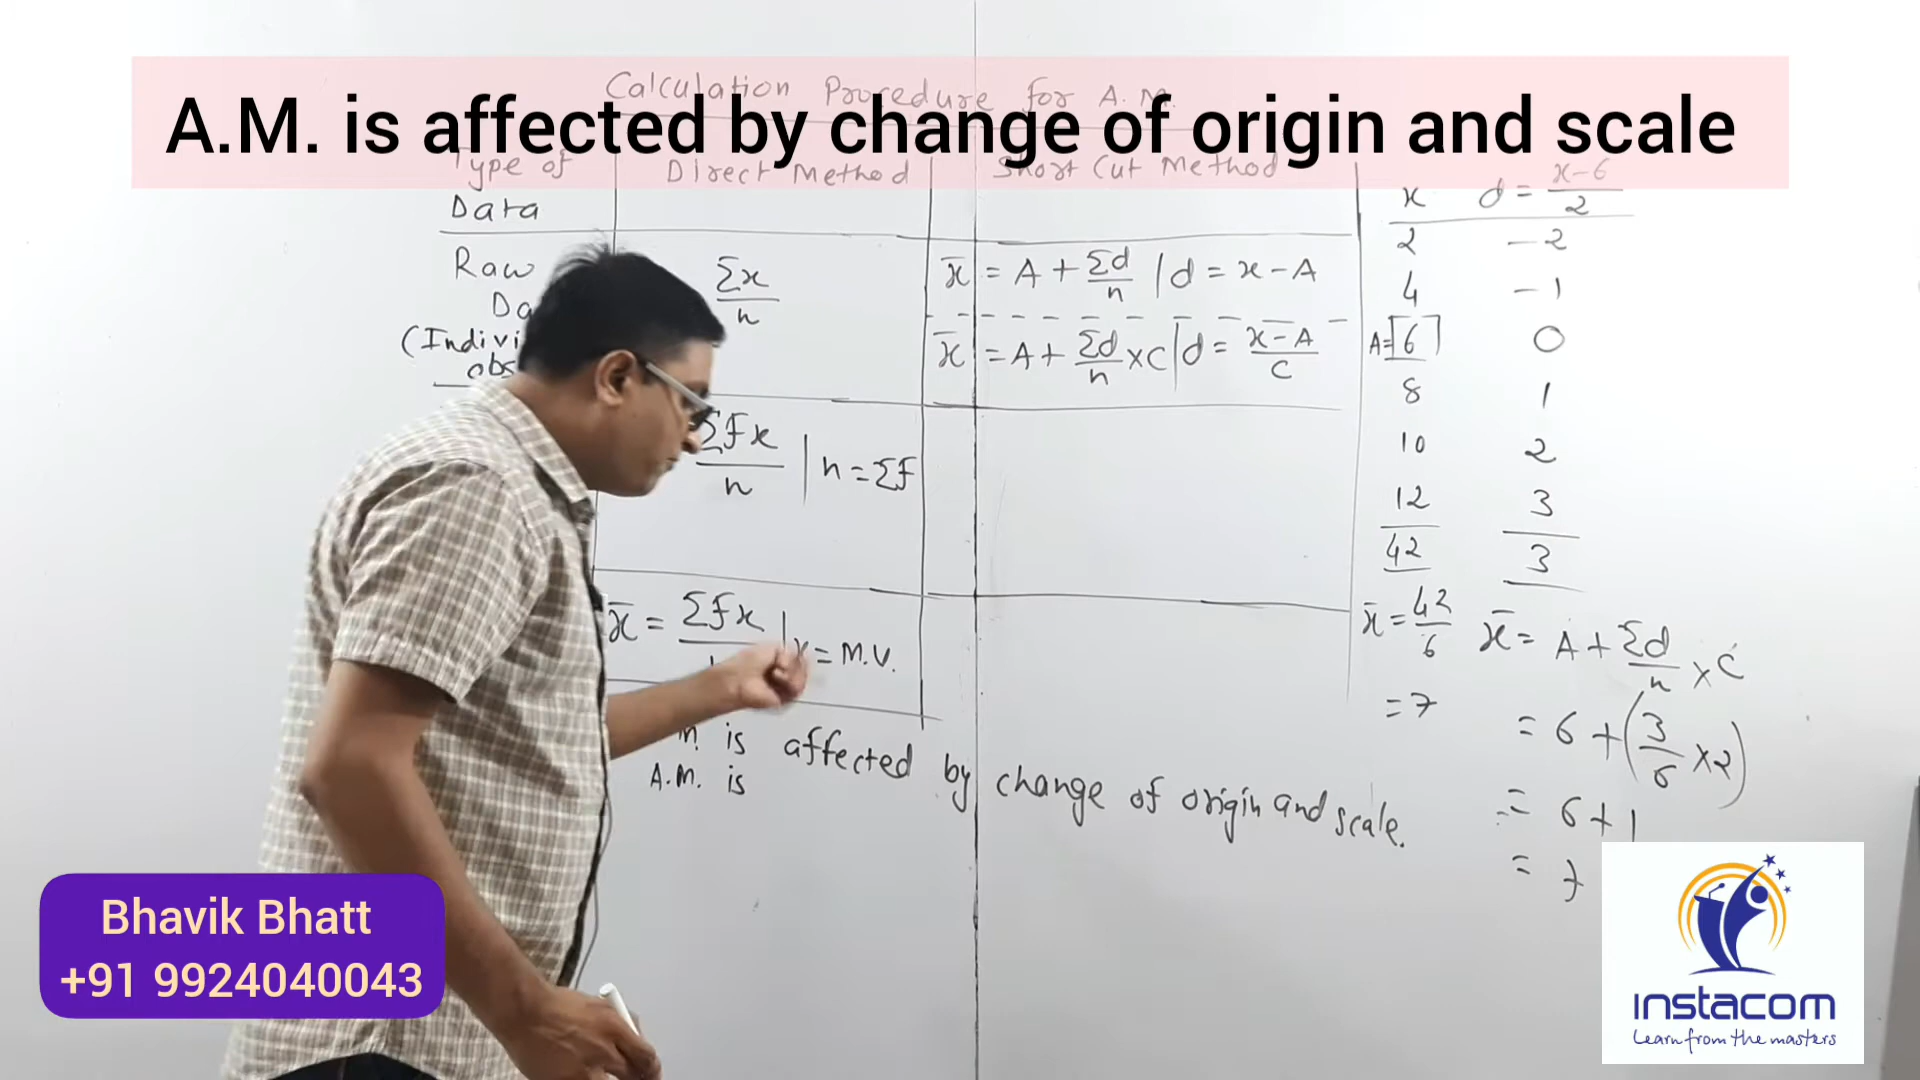 Calculation Procedure for A.M.
A.M. is affected by change of origin and scale
Type of Data
Direct Method
Short Cut Method
Raw
(Indivi
obs
Σx
n
x̄ = A + Σd/n | d = x - A
x̄ = A + Σd/n × C | d = x - A/C
Σfx/n | n = Σf
x̄ = Σfx
x = M.V.
M. is affected by change of origin and scale.
A.M. is
x d = x-6/2
2 -2
4 -1
A= 6 0
8 1
10 2
12 3
42 3
x̄ = 42/6
= 7
x̄ = A + Σd/n × C
= 6 + (3/6 × 2)
= 6 + 1
= 7
Bhavik Bhatt
+91 9924040043
instacom
Learn from the masters